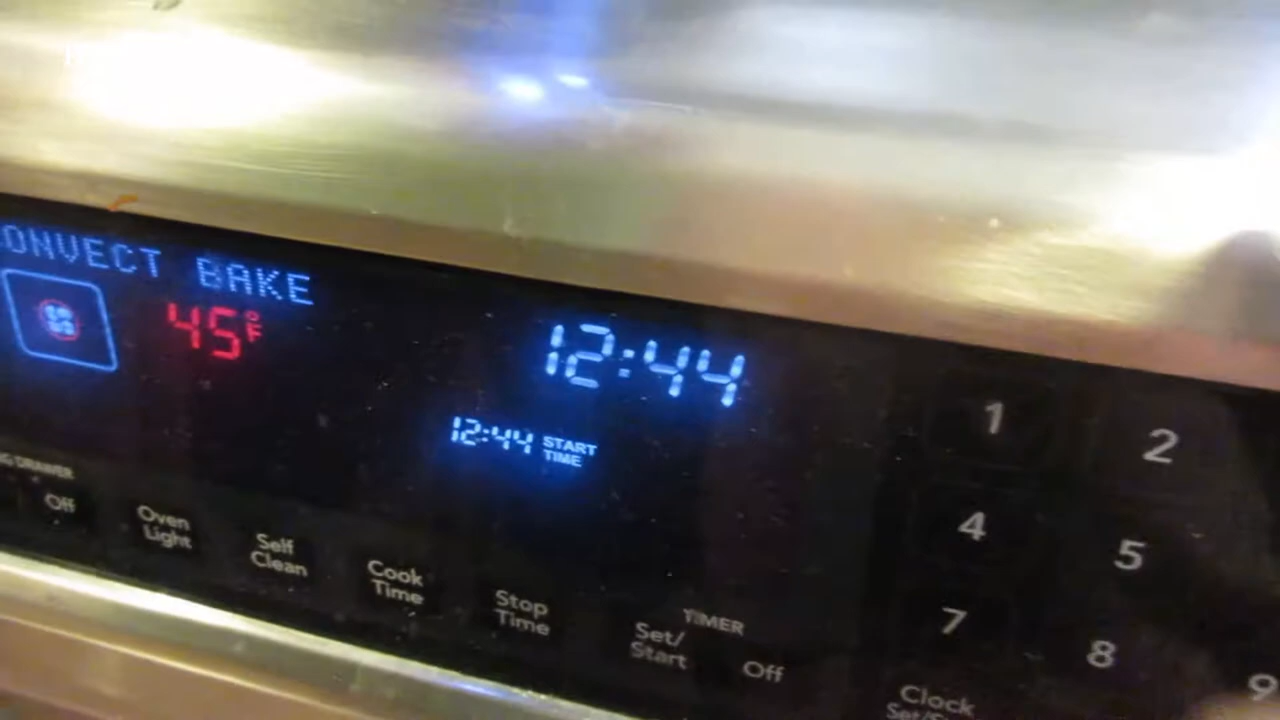 ONVECT BAKE
45°F
12:44
12:44 START TIME
G DRAWER
Off
Oven Light
Self Clean
Cook Time
Stop Time
TIMER
Set/ Start
Off
1
2
4
5
7
8
9
Clock